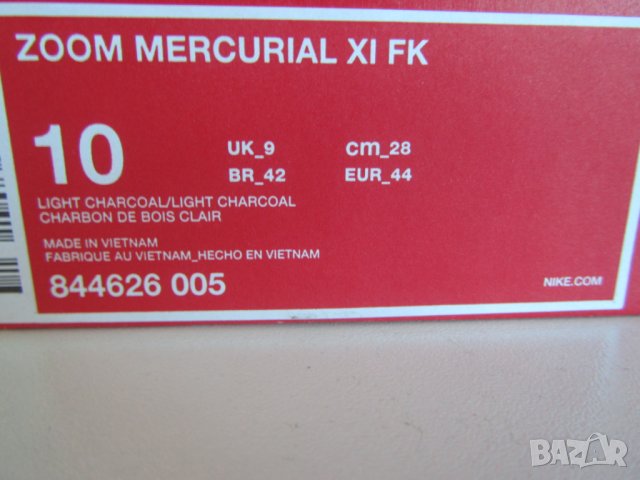 ZOOM MERCURIAL XI FK
10
UK_9 cm_28
BR_42 EUR_44
LIGHT CHARCOAL/LIGHT CHARCOAL
CHARBON DE BOIS CLAIR
MADE IN VIETNAM
FABRIQUE AU VIETNAM_HECHO EN VIETNAM
844626 005
NIKE.COM
BAZAR